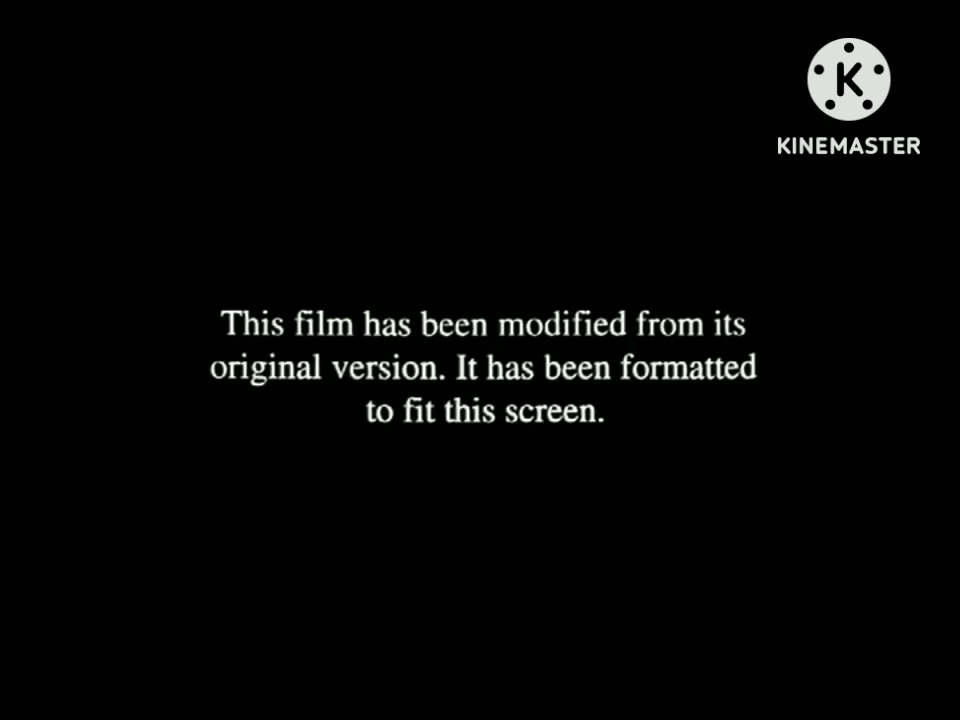 K
KINEMASTER
This film has been modified from its
original version. It has been formatted
to fit this screen.